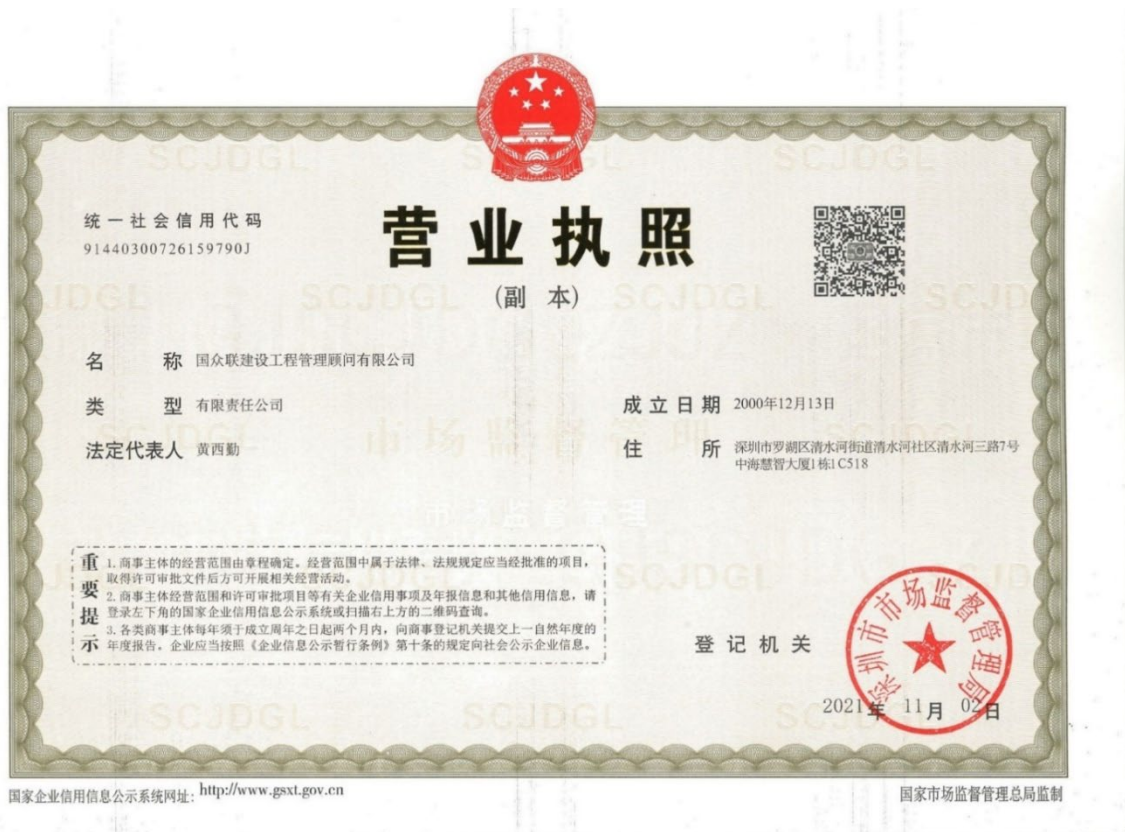 统一社会信用代码
91440300726159790J
营业执照
(副 本)
名 称 国众联建设工程管理顾问有限公司
类 型 有限责任公司
法定代表人 黄西勤
成立日期 2000年12月13日
住 所 深圳市罗湖区清水河街道清水河社区清水河三路7号
中海慧智大厦1栋1C518
重要提示
1. 商事主体的经营范围由章程确定。经营范围中属于法律、法规规定应当经批准的项目，
取得许可审批文件后方可开展相关经营活动。
2. 商事主体经营范围和许可审批项目等有关企业信用事项及年报信息和其他信用信息，请
登录左下角的国家企业信用信息公示系统或扫描右上方的二维码查询。
3. 各类商事主体每年须于成立周年之日起两个月内，向商事登记机关提交上一自然年度的
年度报告。企业应当按照《企业信息公示暂行条例》第十条的规定向社会公示企业信息。
登记机关
深圳市市场监督管理局
2021年 11月 02日
国家企业信用信息公示系统网址: http://www.gsxt.gov.cn
国家市场监督管理总局监制
SCJDGL
市场监督管理